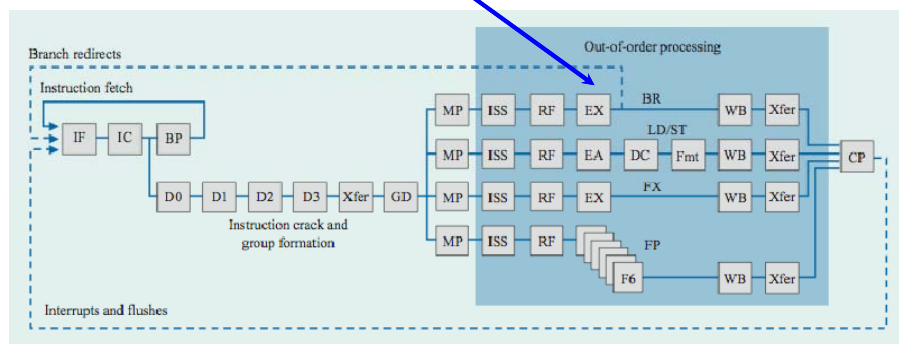 Out-of-order processing
Branch redirects
Instruction fetch
MP ISS RF EX BR WB Xfer
IF IC BP
LD/ST
MP ISS RF EA DC Fmt WB Xfer CP
D0 D1 D2 D3 Xfer GD MP ISS RF EX FX WB Xfer
Instruction crack and
group formation
MP ISS RF FP
F6 WB Xfer
Interrupts and flushes